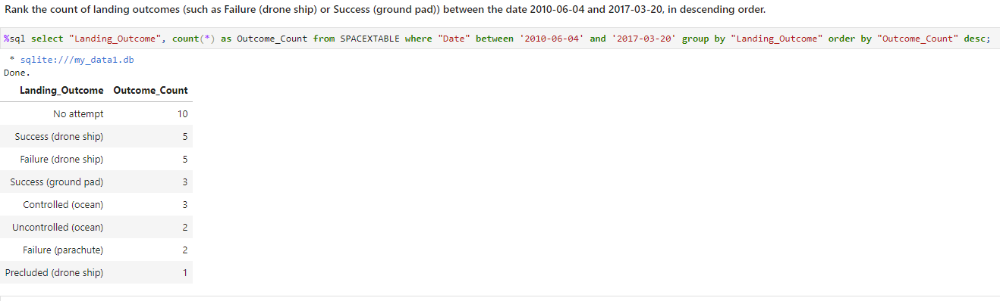 Rank the count of landing outcomes (such as Failure (drone ship) or Success (ground pad)) between the date 2010-06-04 and 2017-03-20, in descending order.
%sql select "Landing_Outcome", count(*) as Outcome_Count from SPACEXTABLE where "Date" between '2010-06-04' and '2017-03-20' group by "Landing_Outcome" order by "Outcome_Count" desc;
* sqlite:///my_data1.db
Done.
Landing_Outcome Outcome_Count
No attempt 10
Success (drone ship) 5
Failure (drone ship) 5
Success (ground pad) 3
Controlled (ocean) 3
Uncontrolled (ocean) 2
Failure (parachute) 2
Precluded (drone ship) 1